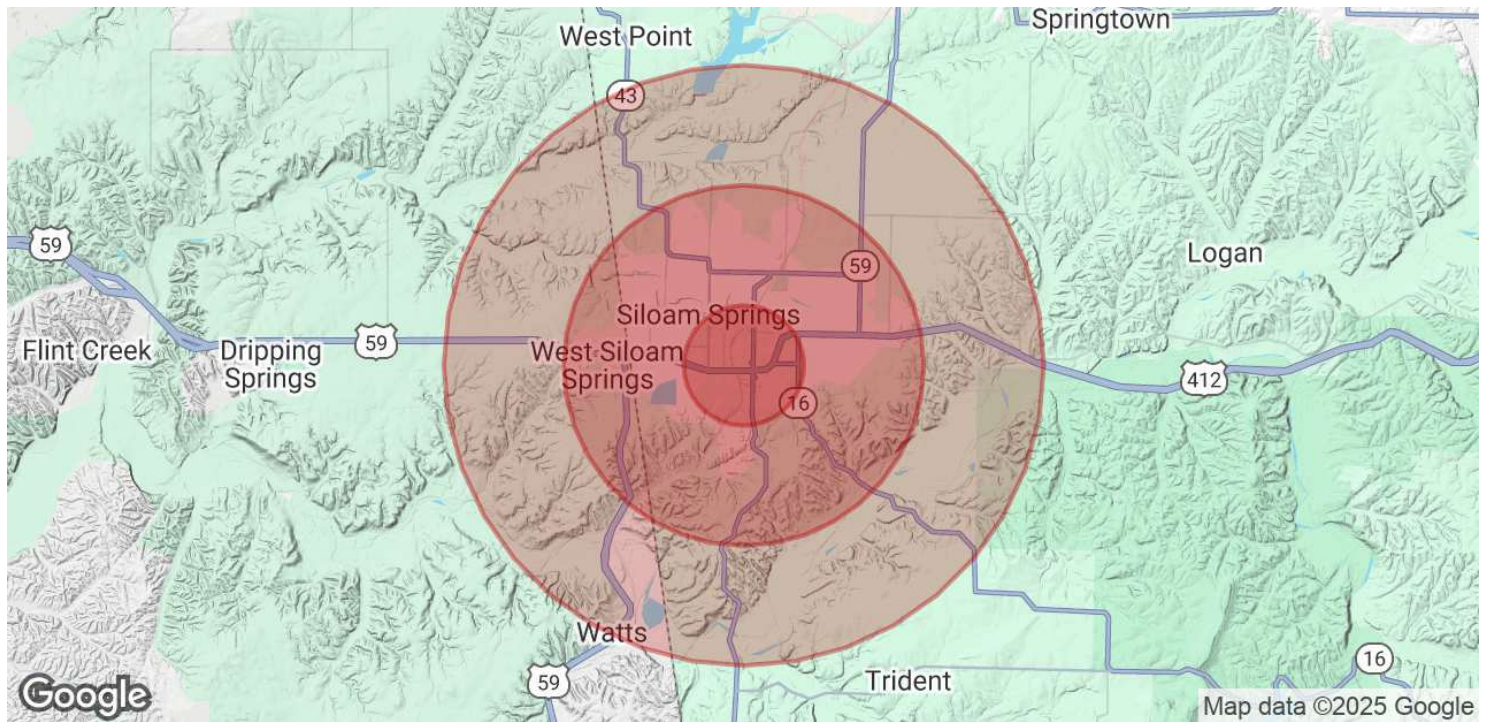 Springtown
West Point
43
59
Logan
59
Siloam Springs
59
Flint Creek
Dripping
Springs
West Siloam
Springs
412
16
Watts
Trident
16
59
Google
Map data ©2025 Google